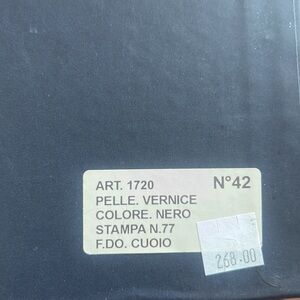 ART. 1720 N°42
PELLE. VERNICE
COLORE. NERO
STAMPA N.77
F.DO. CUOIO
268.00